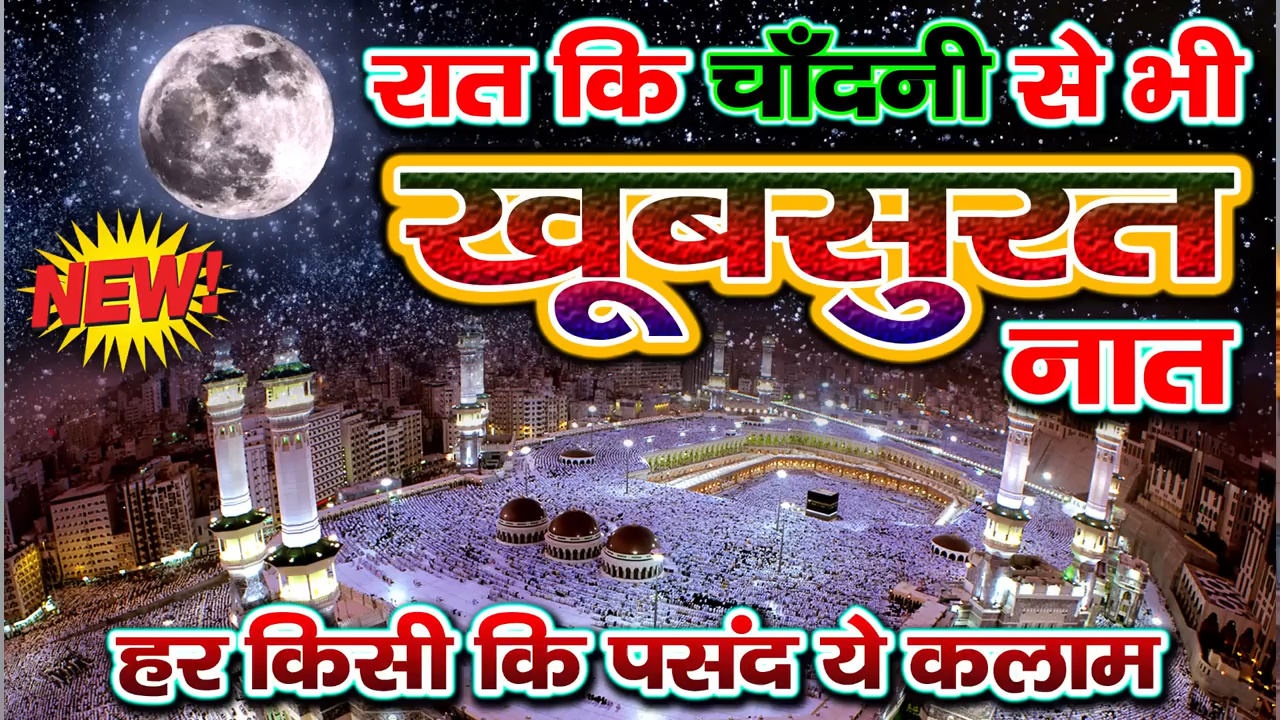 रात कि चाँदनी से भी
खूबसुरत
नात
NEW!
हर किसी कि पसंद ये कलाम